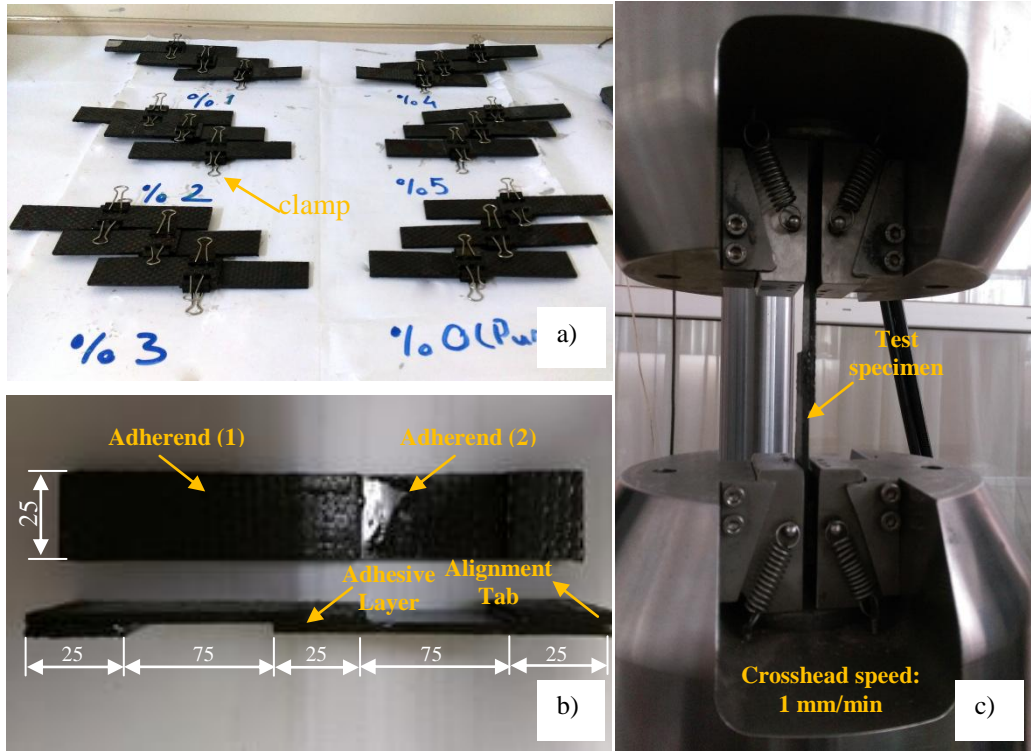 %1
%4
%2
clamp
%5
%3
%0(Pur
a)
Adherend (1)
Adherend (2)
25
Adhesive
Layer
Alignment
Tab
25
75
25
75
25
b)
Test
specimen
Crosshead speed:
1 mm/min
c)